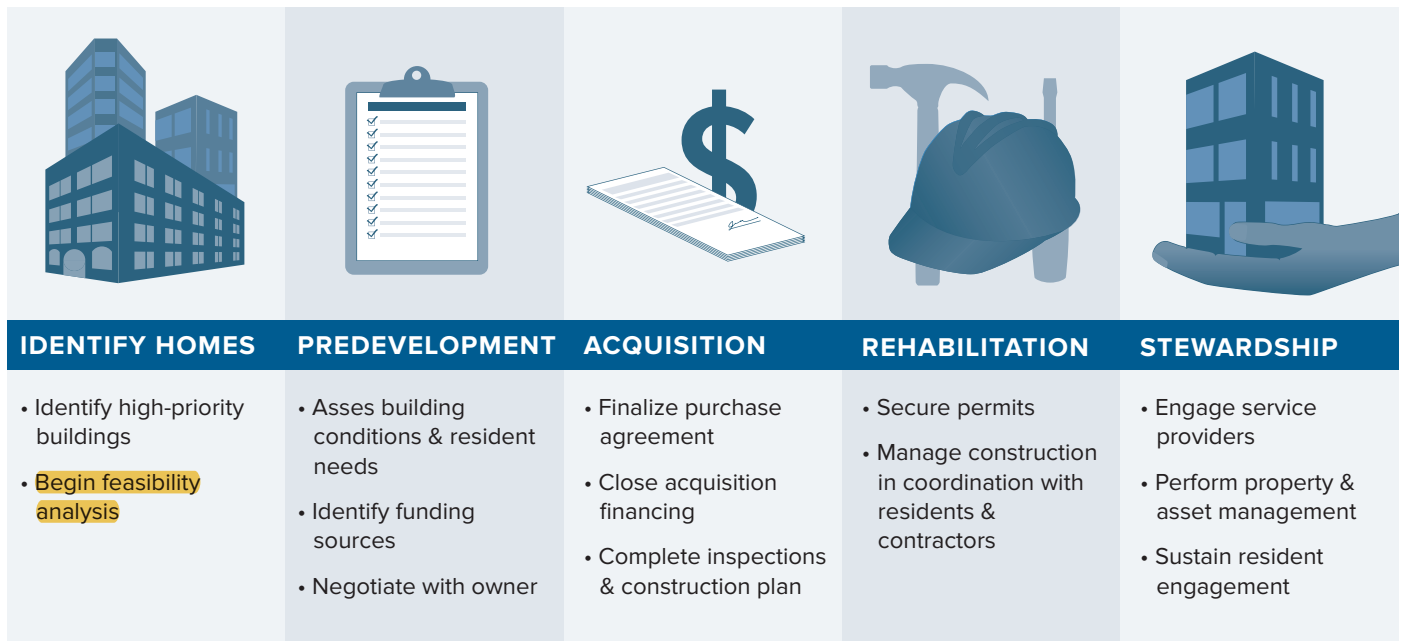 IDENTIFY HOMES
• Identify high-priority
buildings
• Begin feasibility
analysis
PREDEVELOPMENT
• Asses building
conditions & resident
needs
• Identify funding
sources
• Negotiate with owner
ACQUISITION
• Finalize purchase
agreement
• Close acquisition
financing
• Complete inspections
& construction plan
REHABILITATION
• Secure permits
• Manage construction
in coordination with
residents &
contractors
STEWARDSHIP
• Engage service
providers
• Perform property &
asset management
• Sustain resident
engagement